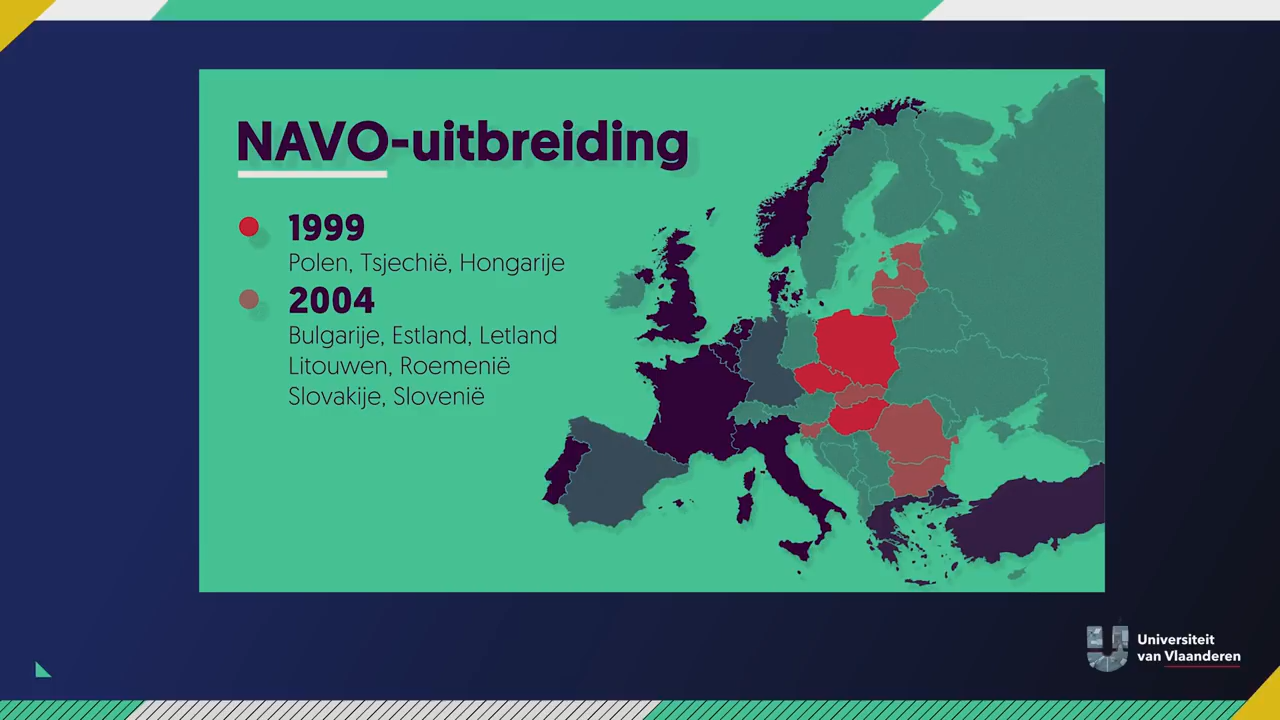 NAVO-uitbreiding
1999
Polen, Tsjechië, Hongarije
2004
Bulgarije, Estland, Letland
Litouwen, Roemenië
Slovakije, Slovenië
Universiteit
van Vlaanderen